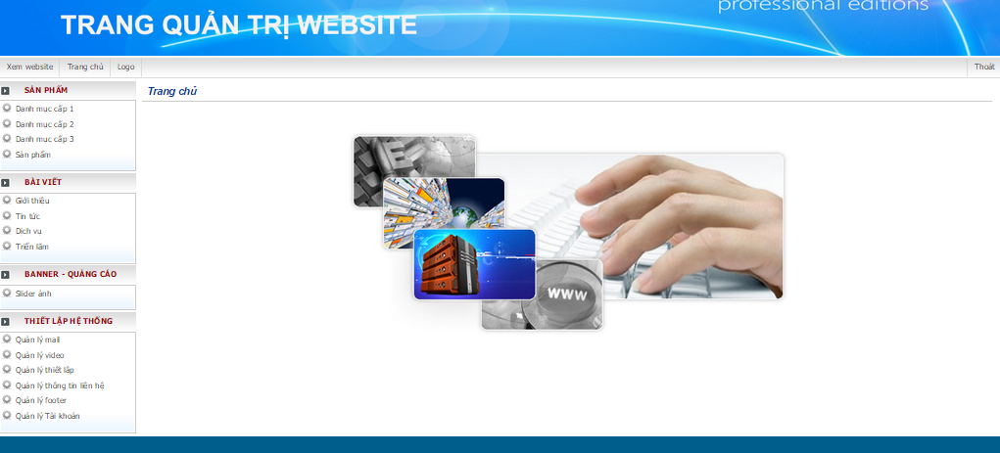 professional editions
TRANG QUẢN TRỊ WEBSITE
Xem website
Trang chủ
Logo
Thoát
SẢN PHẨM
Danh mục cấp 1
Danh mục cấp 2
Danh mục cấp 3
Sản phẩm
BÀI VIẾT
Giới thiệu
Tin tức
Dịch vụ
Triển lãm
BANNER - QUẢNG CÁO
Slider ảnh
THIẾT LẬP HỆ THỐNG
Quản lý mail
Quản lý video
Quản lý thiết lập
Quản lý thông tin liên hệ
Quản lý footer
Quản lý Tài khoản
Trang chủ
E
WWW